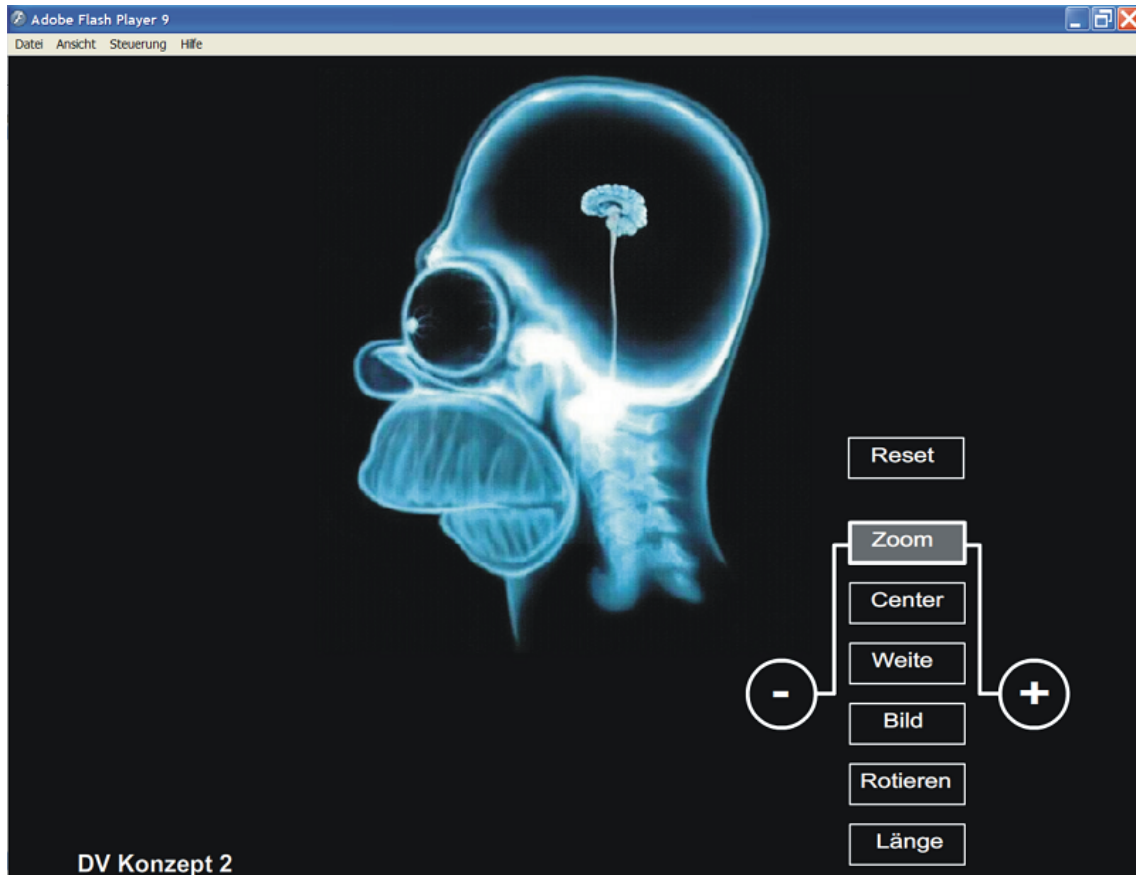 Adobe Flash Player 9
Datei Ansicht Steuerung Hilfe
Reset
Zoom
Center
Weite
- +
Bild
Rotieren
Länge
DV Konzept 2